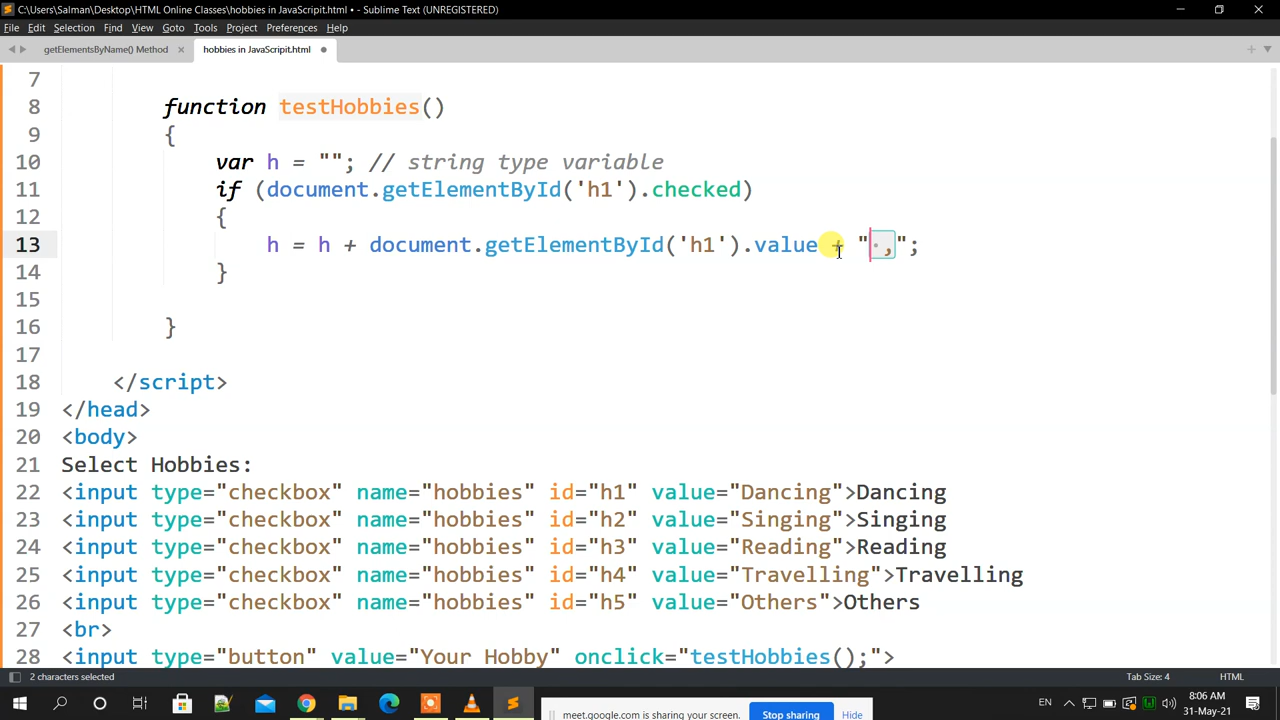 C:\Users\Salman\Desktop\HTML Online Classes\hobbies in JavaScripit.html • - Sublime Text (UNREGISTERED)
File Edit Selection Find View Goto Tools Project Preferences Help
getElementsByName() Method × hobbies in JavaScripit.html
7
8 function testHobbies()
9 {
10 var h = ""; // string type variable
11 if (document.getElementById('h1').checked)
12 {
13 h = h + document.getElementById('h1').value + " ,";
14 }
15
16 }
17
18 </script>
19 </head>
20 <body>
21 Select Hobbies:
22 <input type="checkbox" name="hobbies" id="h1" value="Dancing">Dancing
23 <input type="checkbox" name="hobbies" id="h2" value="Singing">Singing
24 <input type="checkbox" name="hobbies" id="h3" value="Reading">Reading
25 <input type="checkbox" name="hobbies" id="h4" value="Travelling">Travelling
26 <input type="checkbox" name="hobbies" id="h5" value="Others">Others
27 <br>
28 <input type="button" value="Your Hobby" onclick="testHobbies();">
2 characters selected Tab Size: 4 HTML
meet.google.com is sharing your screen. Stop sharing Hide
EN 8:06 AM
31-May-21